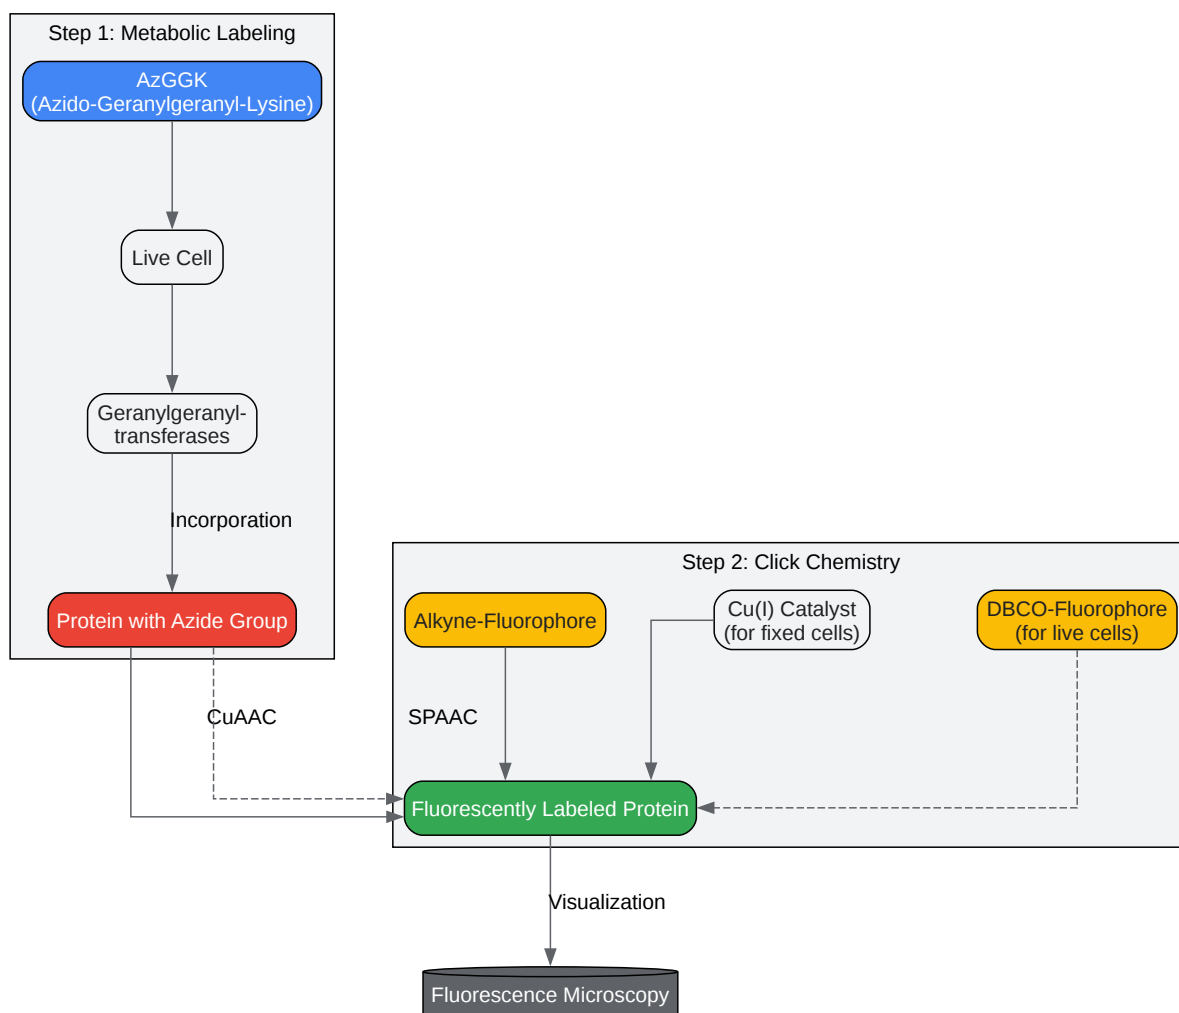 Step 1: Metabolic Labeling
AzGGK
(Azido-Geranylgeranyl-Lysine)
Live Cell
Geranylgeranyl-
transferases
Incorporation
Protein with Azide Group
Step 2: Click Chemistry
Alkyne-Fluorophore
Cu(I) Catalyst
(for fixed cells)
DBCO-Fluorophore
(for live cells)
CuAAC
SPAAC
Fluorescently Labeled Protein
Visualization
Fluorescence Microscopy